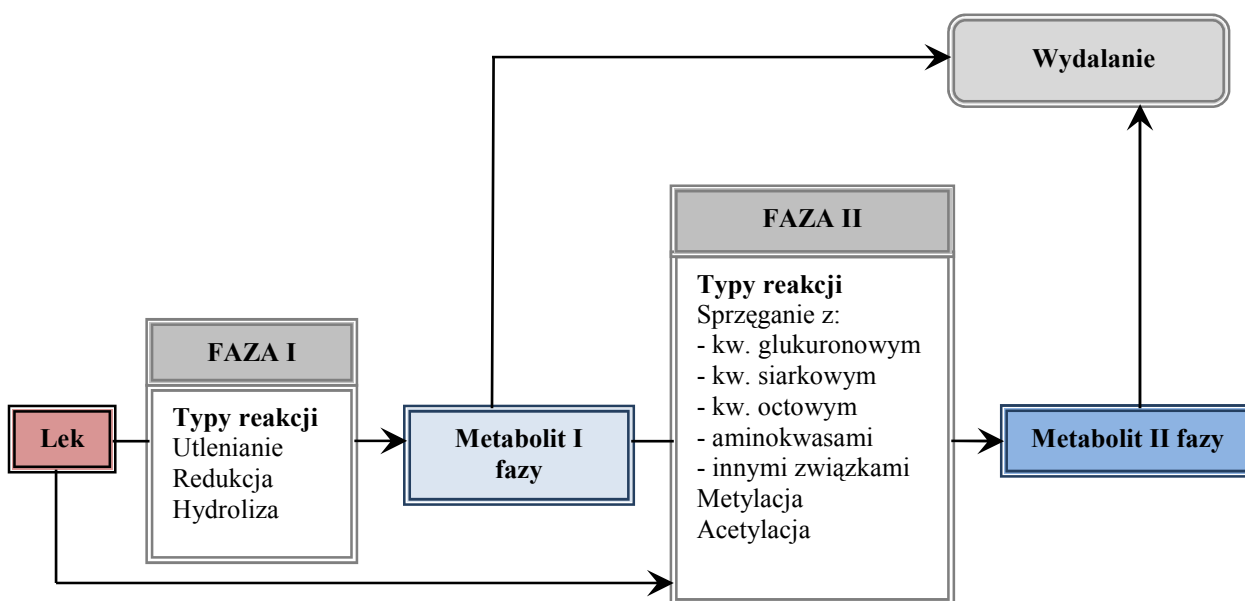 Wydalanie
FAZA II
Typy reakcji
Sprzęganie z:
- kw. glukuronowym
- kw. siarkowym
- kw. octowym
- aminokwasami
- innymi związkami
Metylacja
Acetylacja
FAZA I
Typy reakcji
Utlenianie
Redukcja
Hydroliza
Lek
Metabolit I
fazy
Metabolit II fazy